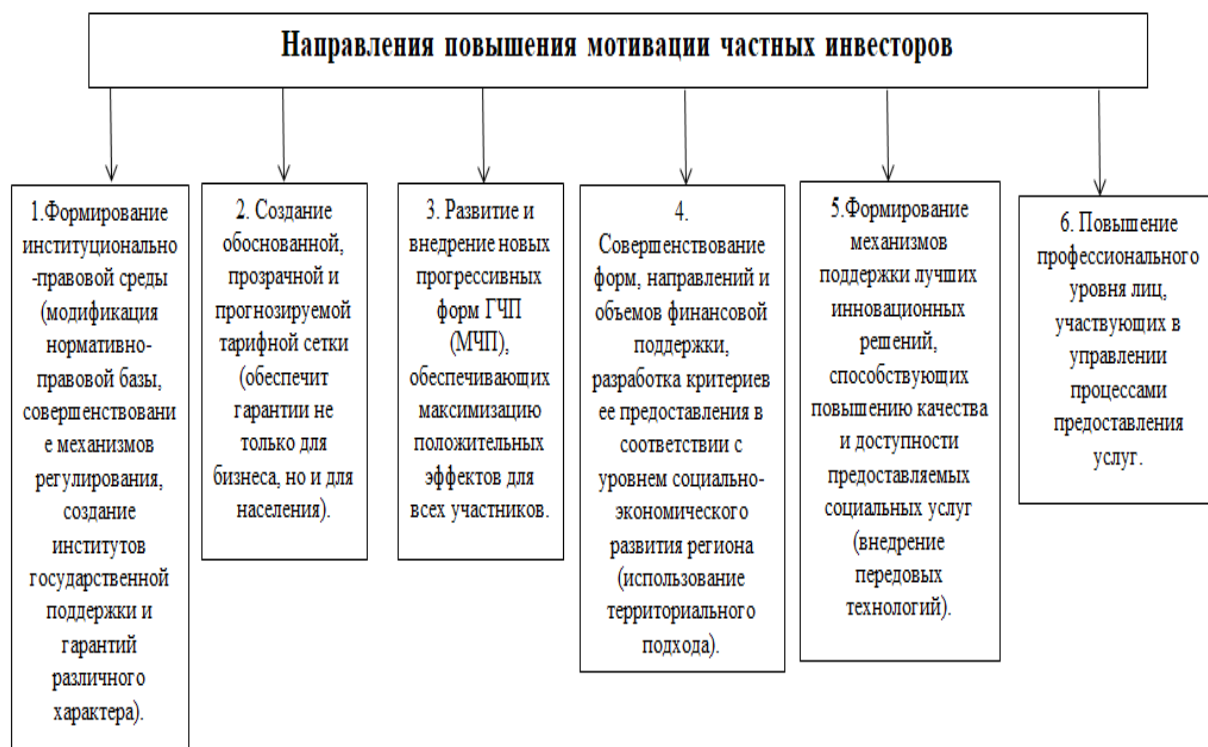 Направления повышения мотивации частных инвесторов
1.Формирование
институционально
-правовой среды
(модификация
нормативно-
правовой базы,
совершенствовани
е механизмов
регулирования,
создание
институтов
государственной
поддержки и
гарантий
различного
характера).
2. Создание
обоснованной,
прозрачной и
прогнозируемой
тарифной сетки
(обеспечит
гарантии не
только для
бизнеса, но и для
населения).
3. Развитие и
внедрение новых
прогрессивных
форм ГЧП
(МЧП),
обеспечивающих
максимизацию
положительных
эффектов для
всех участников.
4.
Совершенствование
форм, направлений и
объемов финансовой
поддержки,
разработка критериев
ее предоставления в
соответствии с
уровнем социально-
экономического
развития региона
(использование
территориального
подхода).
5.Формирование
механизмов
поддержки лучших
инновационных
решений,
способствующих
повышению качества
и доступности
предоставляемых
социальных услуг
(внедрение
передовых
технологий).
6. Повышение
профессионального
уровня лиц,
участвующих в
управлении
процессами
предоставления
услуг.